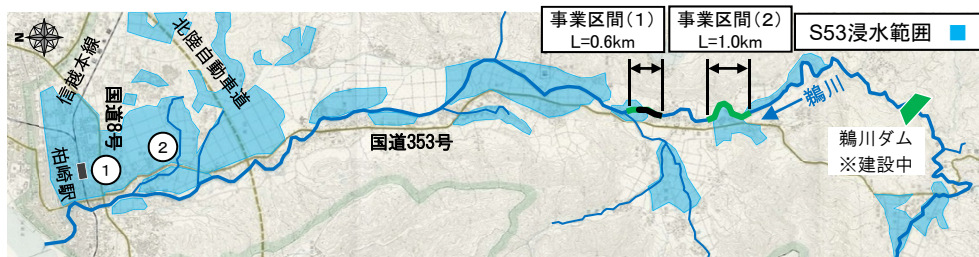 事業区間(1)
L=0.6km
事業区間(2)
L=1.0km
S53浸水範囲
N
信越本線
国道8号
北陸自動車道
柏崎駅
①
②
国道353号
鵜川
鵜川ダム
※建設中